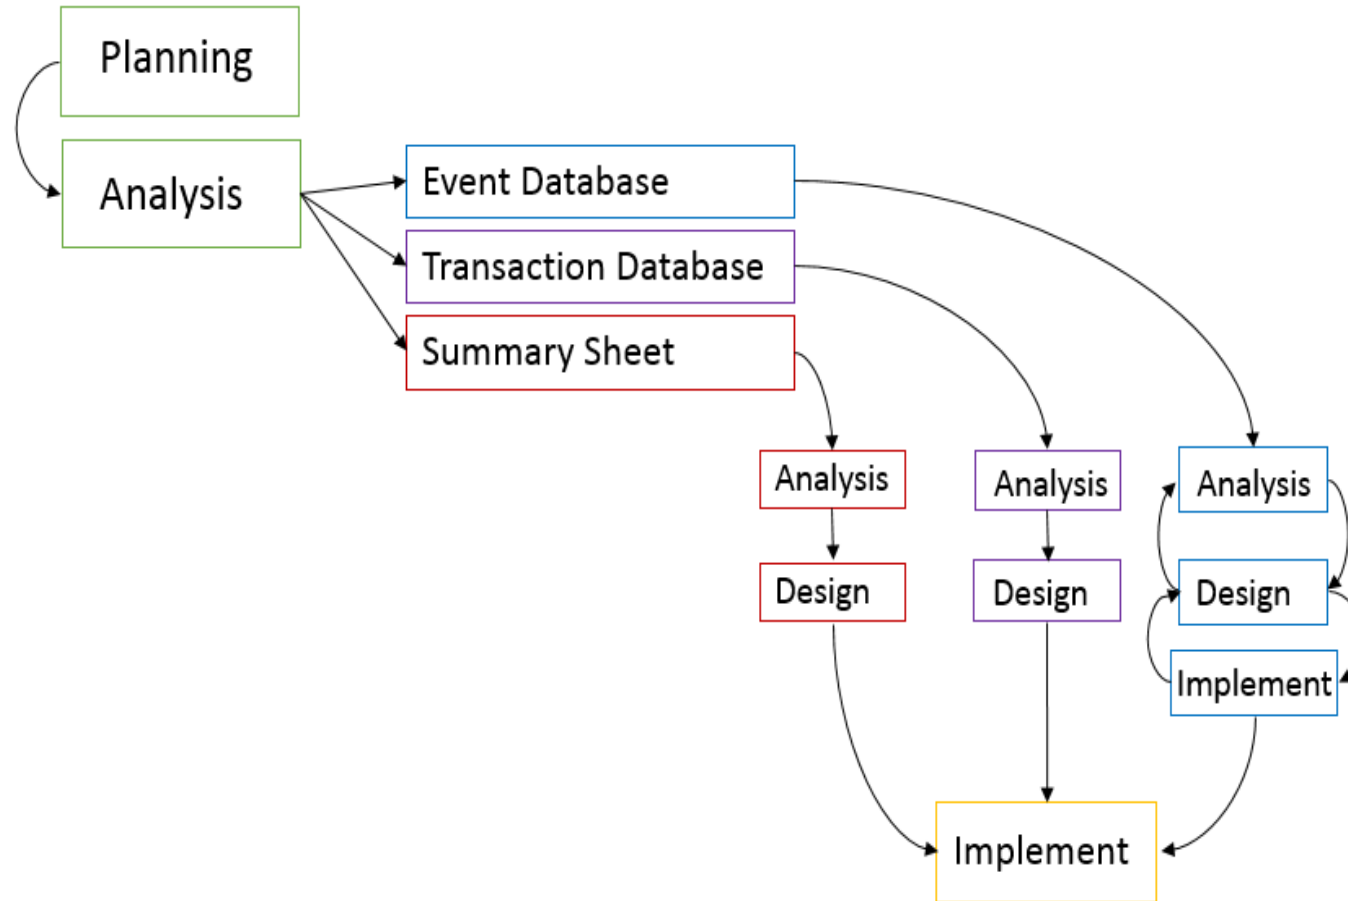 Planning
Analysis
Event Database
Transaction Database
Summary Sheet
Analysis
Analysis
Analysis
Design
Design
Design
Implement
Implement